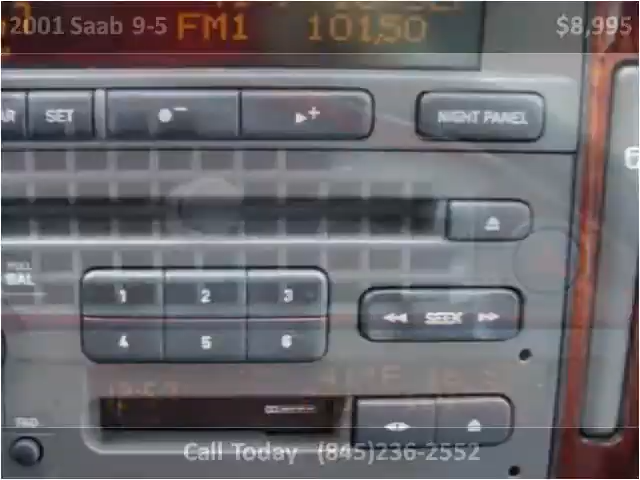 2001 Saab 9-5 $8,995
FM1 101.50
SET - + NIGHT PANEL
BAL
1 2 3
SEEK
4 5 6
Call Today (845)236-2552